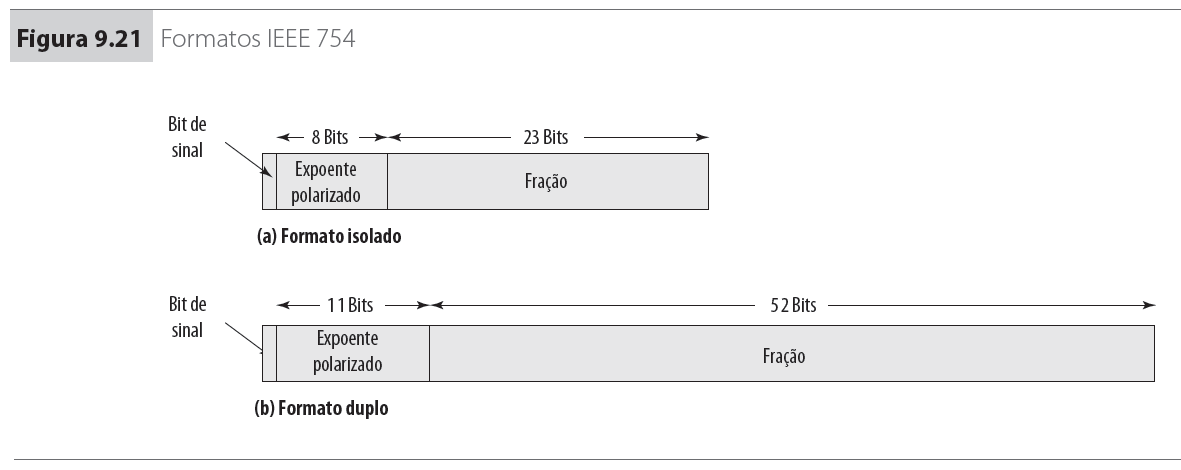 Figura 9.21 Formatos IEEE 754
Bit de
sinal
8 Bits
23 Bits
Expoente
polarizado
Fração
(a) Formato isolado
Bit de
sinal
11 Bits
52 Bits
Expoente
polarizado
Fração
(b) Formato duplo